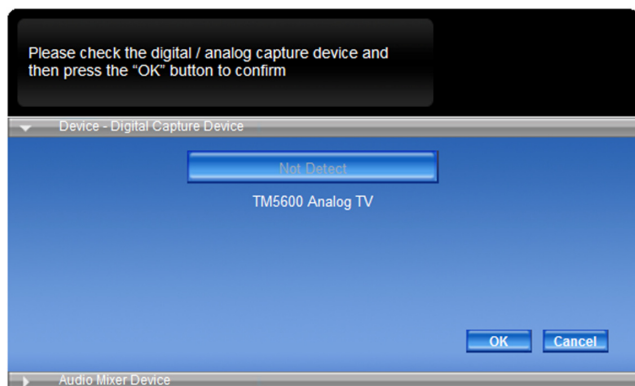 Please check the digital / analog capture device and
then press the “OK” button to confirm
Device - Digital Capture Device
Not Detect
TM5600 Analog TV
OK Cancel
Audio Mixer Device